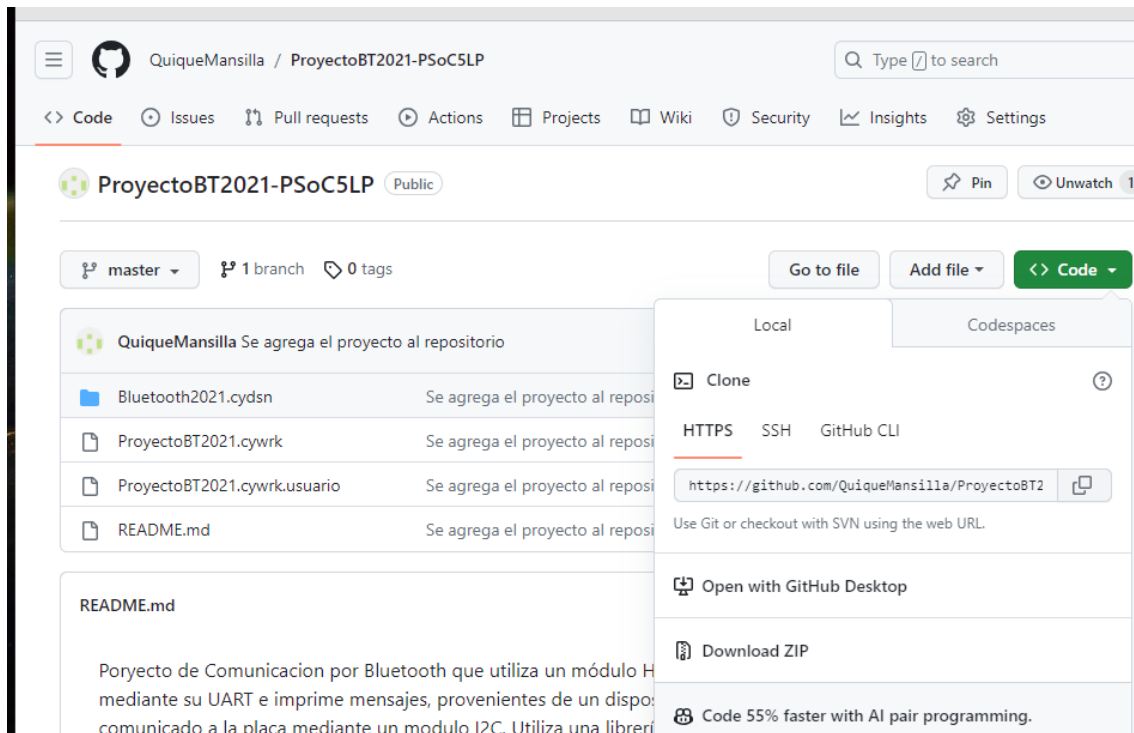 QuiqueMansilla / ProyectoBT2021-PSoC5LP
Type / to search
Code Issues Pull requests Actions Projects Wiki Security Insights Settings
ProyectoBT2021-PSoC5LP Public
Pin Unwatch 1
master 1 branch 0 tags
Go to file Add file Code
Local Codespaces
QuiqueMansilla Se agrega el proyecto al repositorio
Clone
Bluetooth2021.cydsn Se agrega el proyecto al reposi
HTTPS SSH GitHub CLI
ProyectoBT2021.cywrk Se agrega el proyecto al reposi
https://github.com/QuiqueMansilla/ProyectoBT2
ProyectoBT2021.cywrk.usuario Se agrega el proyecto al reposi
Use Git or checkout with SVN using the web URL.
README.md Se agrega el proyecto al reposi
Open with GitHub Desktop
README.md
Download ZIP
Poryecto de Comunicacion por Bluetooth que utiliza un módulo H
mediante su UART e imprime mensajes, provenientes de un dispos
Code 55% faster with AI pair programming.
comunicado a la placa mediante un modulo I2C. Utiliza una librerí